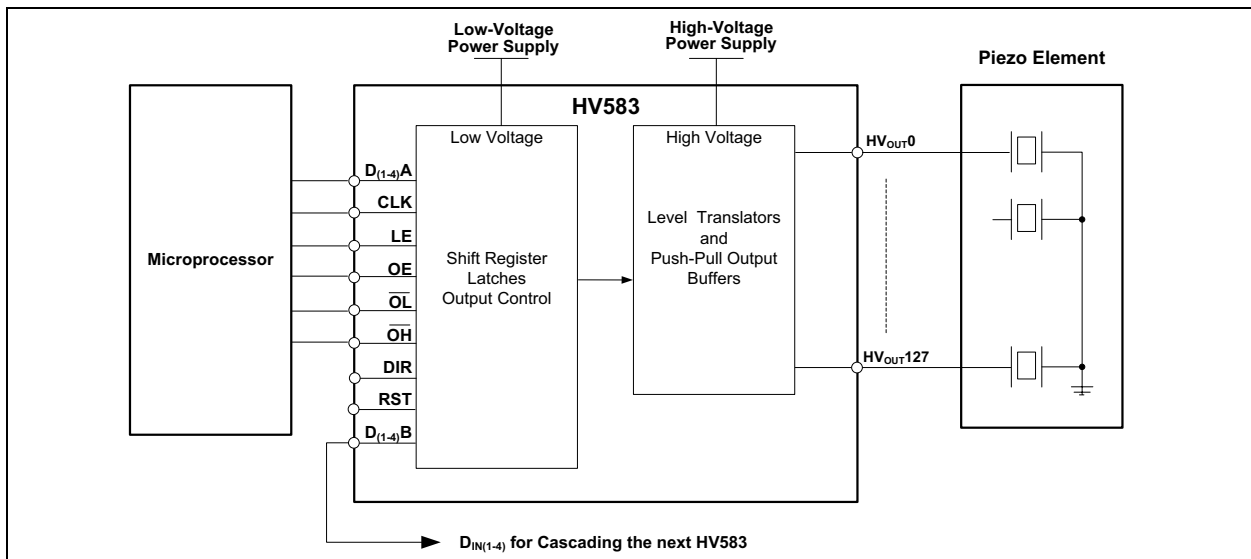 Low-Voltage
Power Supply
High-Voltage
Power Supply
Piezo Element
HV583
Low Voltage
High Voltage
Microprocessor
D(1-4)A
CLK
LE
OE
O̅L̅
O̅H̅
DIR
RST
D(1-4)B
Shift Register
Latches
Output Control
Level Translators
and
Push-Pull Output
Buffers
HVOUT0
HVOUT127
DIN(1-4) for Cascading the next HV583